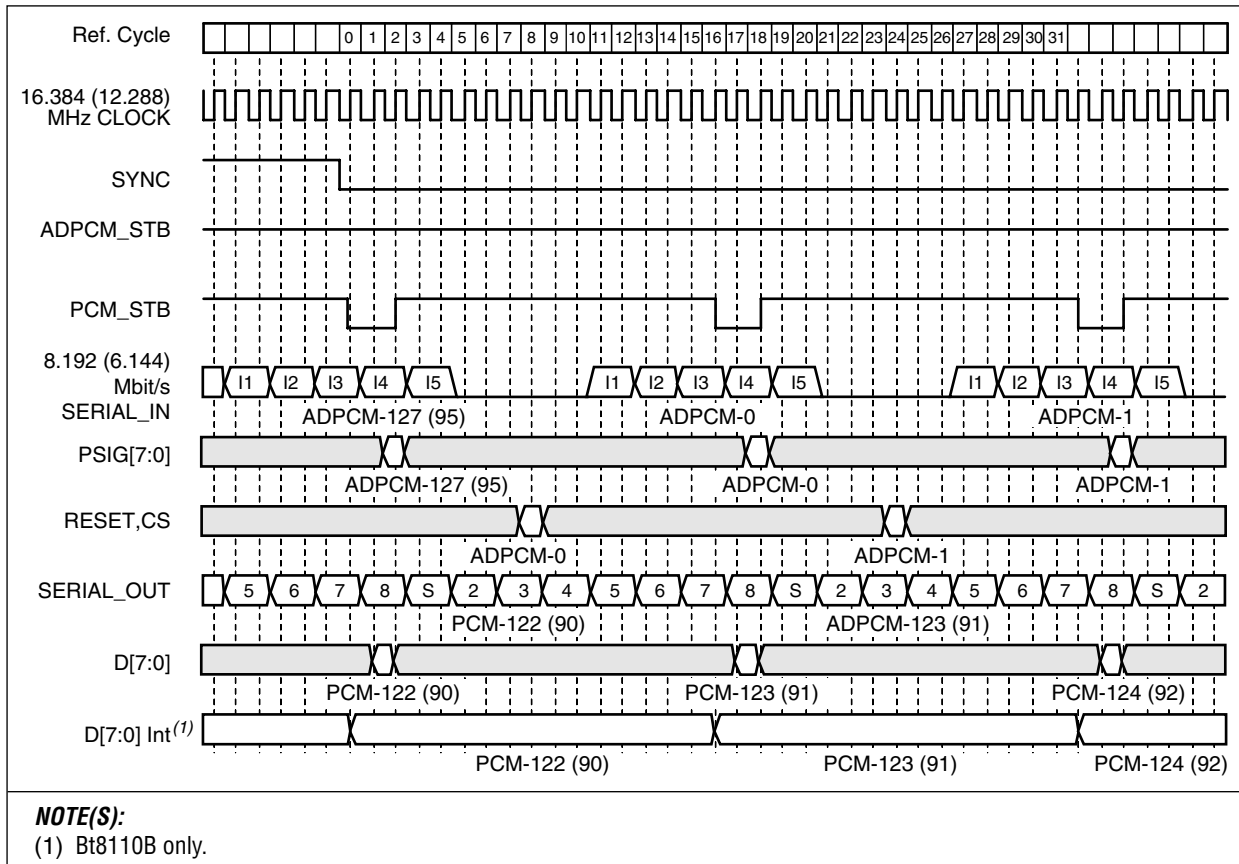 Ref. Cycle 0 1 2 3 4 5 6 7 8 9 10 11 12 13 14 15 16 17 18 19 20 21 22 23 24 25 26 27 28 29 30 31
16.384 (12.288)
MHz CLOCK
SYNC
ADPCM_STB
PCM_STB
8.192 (6.144)
Mbit/s
SERIAL_IN
I1 I2 I3 I4 I5 I1 I2 I3 I4 I5 I1 I2 I3 I4 I5
ADPCM-127 (95) ADPCM-0 ADPCM-1
PSIG[7:0]
ADPCM-127 (95) ADPCM-0 ADPCM-1
RESET,CS
ADPCM-0 ADPCM-1
SERIAL_OUT 5 6 7 8 S 2 3 4 5 6 7 8 S 2 3 4 5 6 7 8 S 2
PCM-122 (90) ADPCM-123 (91)
D[7:0]
PCM-122 (90) PCM-123 (91) PCM-124 (92)
D[7:0] Int(1)
PCM-122 (90) PCM-123 (91) PCM-124 (92)
NOTE(S):
(1) Bt8110B only.